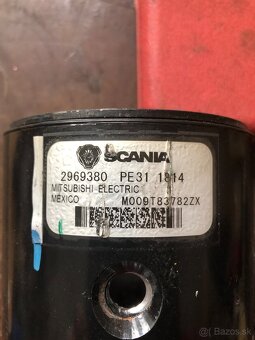 SCANIA
2969380 PE31 1814
MITSUBISHI ELECTRIC
MEXICO M009T83782ZX
bazos.sk